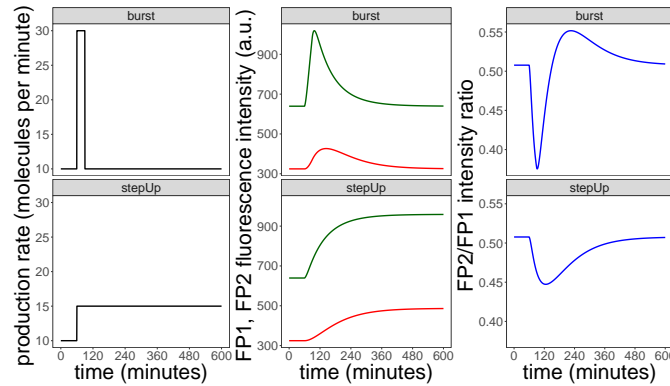 production rate (molecules per minute)
burst
30
25
20
15
10
stepUp
30
25
20
15
10
0 120 240 360 480 600
time (minutes)
FP1, FP2 fluorescence intensity (a.u.)
burst
900
700
500
300
stepUp
900
700
500
300
0 120 240 360 480 600
time (minutes)
FP2/FP1 intensity ratio
burst
0.55
0.50
0.45
0.40
stepUp
0.55
0.50
0.45
0.40
0 120 240 360 480 600
time (minutes)